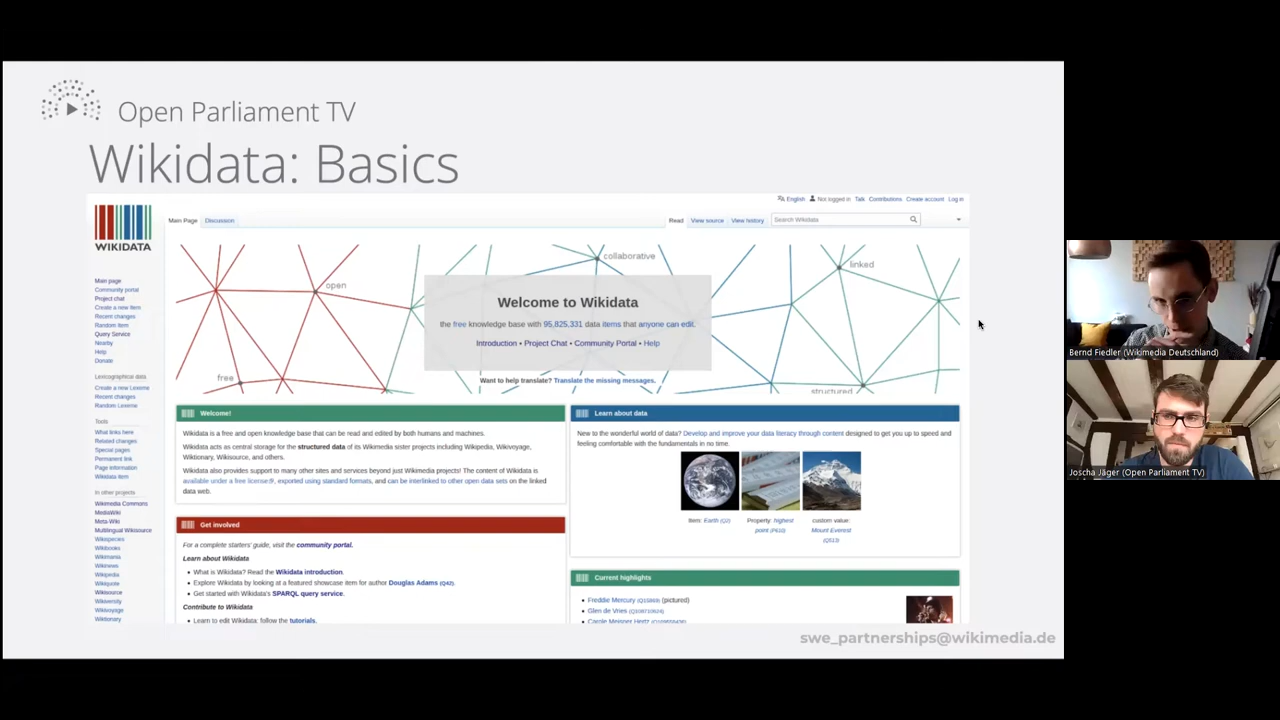 Open Parliament TV
Wikidata: Basics
English Not logged in Talk Contributions Create account Log in
WIKIDATA
Main Page Discussion
Read View source View history Search Wikidata
Main page
Community portal
Project chat
Create a new Item
Recent changes
Random Item
Query Service
Nearby
Help
Donate
Lexicographical data
Create a new Lexeme
Recent changes
Random Lexeme
Tools
What links here
Related changes
Special pages
Permanent link
Page information
Wikidata item
In other projects
Wikimedia Commons
MediaWiki
Meta-Wiki
Multilingual Wikisource
Wikispecies
Wikibooks
Wikimania
Wikinews
Wikipedia
Wikiquote
Wikisource
Wikiversity
Wikivoyage
Wiktionary
collaborative
linked
open
free
structured
Welcome to Wikidata
the free knowledge base with 95,825,331 data items that anyone can edit.
Introduction • Project Chat • Community Portal • Help
Want to help translate? Translate the missing messages.
Welcome!
Wikidata is a free and open knowledge base that can be read and edited by both humans and machines.
Wikidata acts as central storage for the structured data of its Wikimedia sister projects including Wikipedia, Wikivoyage,
Wiktionary, Wikisource, and others.
Wikidata also provides support to many other sites and services beyond just Wikimedia projects! The content of Wikidata is
available under a free license, exported using standard formats, and can be interlinked to other open data sets on the linked
data web.
Get involved
For a complete starters' guide, visit the community portal.
Learn about Wikidata
• What is Wikidata? Read the Wikidata introduction.
• Explore Wikidata by looking at a featured showcase item for author Douglas Adams (Q42).
• Get started with Wikidata's SPARQL query service.
Contribute to Wikidata
• Learn to edit Wikidata: follow the tutorials.
Learn about data
New to the wonderful world of data? Develop and improve your data literacy through content designed to get you up to speed and
feeling comfortable with the fundamentals in no time.
Item: Earth (Q2)
Property: highest
point (P610)
custom value:
Mount Everest
(Q513)
Current highlights
• Freddie Mercury (Q15869) (pictured)
• Glen de Vries
• Carole Meisner Hertz
swe_partnerships@wikimedia.de
Bernd Fiedler (Wikimedia Deutschland)
Joscha Jäger (Open Parliament TV)